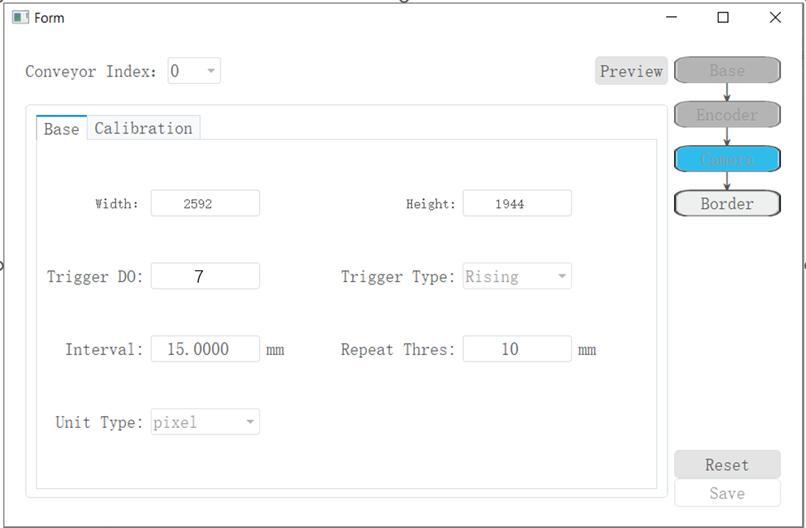 Form
Conveyor Index: 0
Preview
Base
Encoder
Camera
Border
Base Calibration
Width: 2592
Height: 1944
Trigger DO: 7
Trigger Type: Rising
Interval: 15.0000 mm
Repeat Thres: 10 mm
Unit Type: pixel
Reset
Save